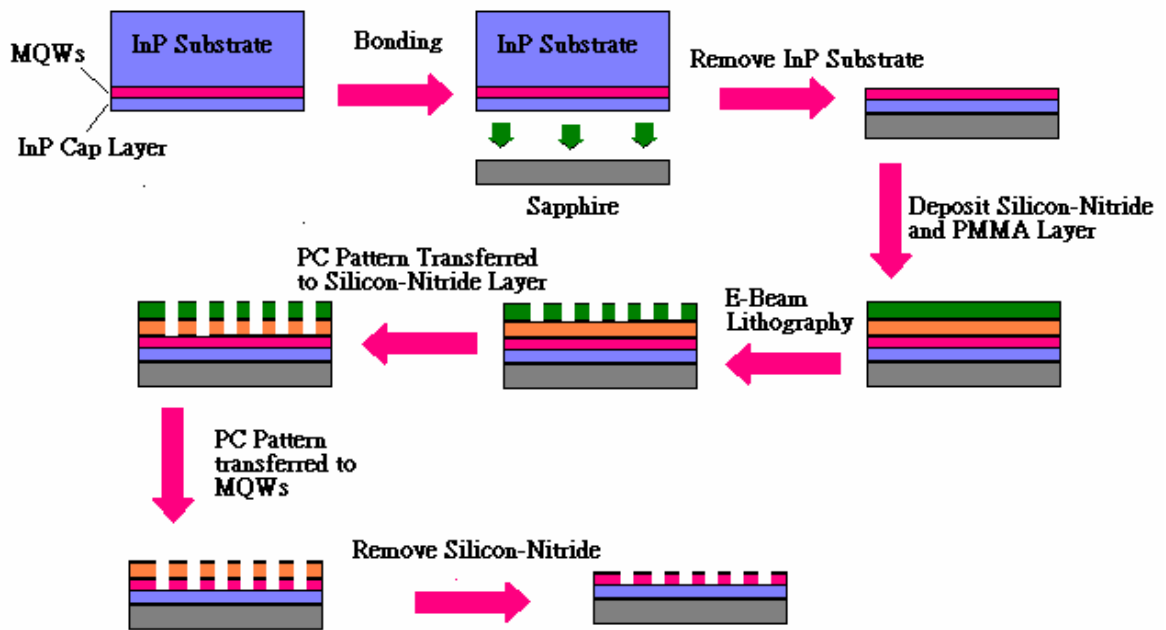 InP Substrate
MQWs
InP Cap Layer
Bonding
InP Substrate
Sapphire
Remove InP Substrate
Deposit Silicon-Nitride
and PMMA Layer
E-Beam
Lithography
PC Pattern Transferred
to Silicon-Nitride Layer
PC Pattern
transferred to
MQWs
Remove Silicon-Nitride